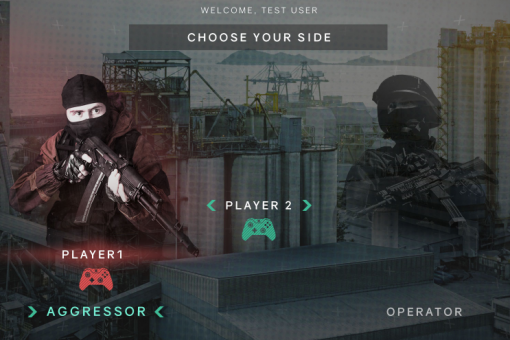 WELCOME, TEST USER
CHOOSE YOUR SIDE
PLAYER 2
PLAYER1
AGGRESSOR
OPERATOR